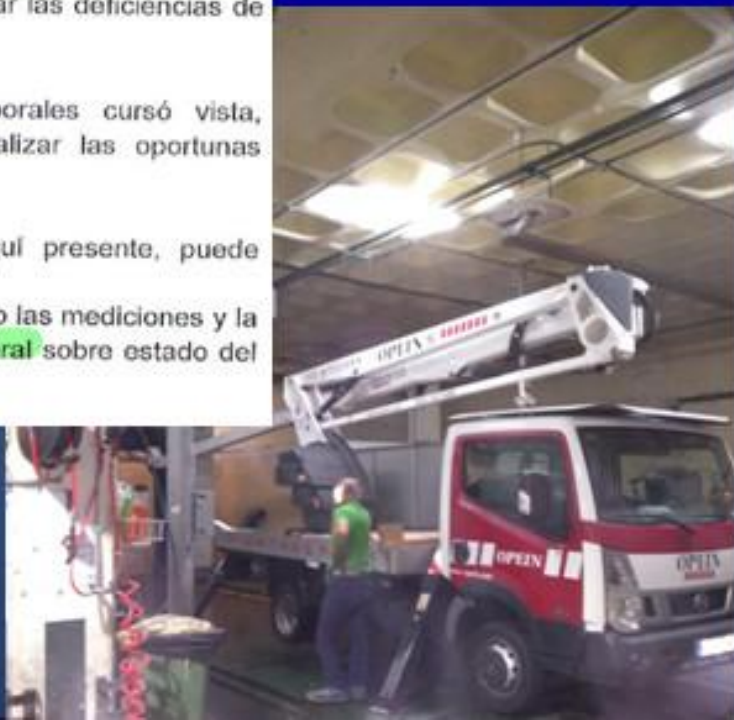 ar las deficiencias de
orales cursó vista,
alizar las oportunas
uí presente, puede
o las mediciones y la
ral sobre estado del
OPEIN
OPEIN
OPEIN